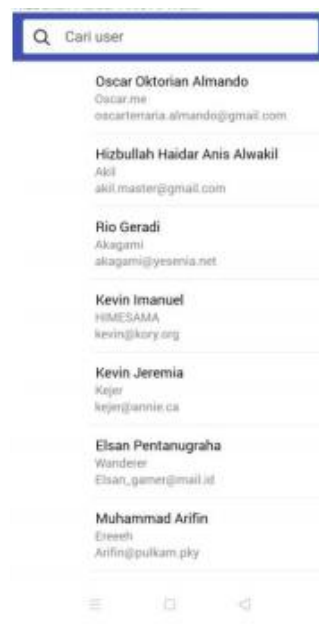 Cari user
Oscar Oktorian Almando
Oscar.me
oscarterraria.almando@gmail.com
Hizbullah Haidar Anis Alwakil
Akil
akil.master@gmail.com
Rio Geradi
Akagami
akagami@yesenia.net
Kevin Imanuel
HIMESAMA
kevin@kory.org
Kevin Jeremia
Kejer
kejer@annie.ca
Elsan Pentanugraha
Wanderer
Elsan_gamer@mail.id
Muhammad Arifin
Ereeeh
Arifin@pulkam.pky